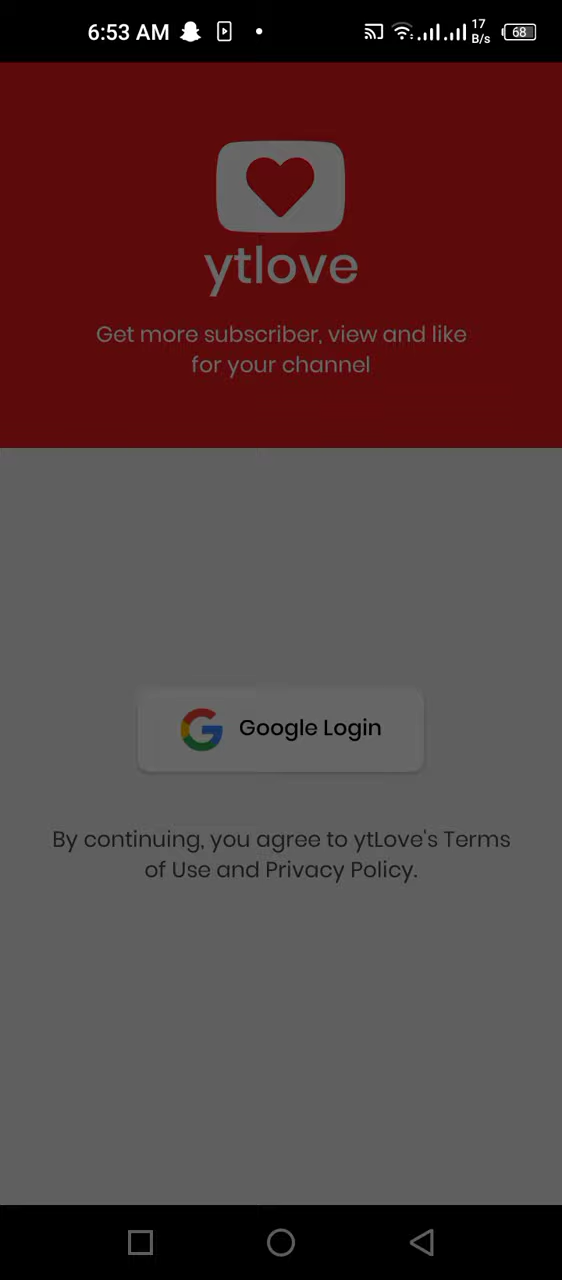 6:53 AM
17
B/s
68
ytlove
Get more subscriber, view and like
for your channel
Google Login
By continuing, you agree to ytLove's Terms
of Use and Privacy Policy.